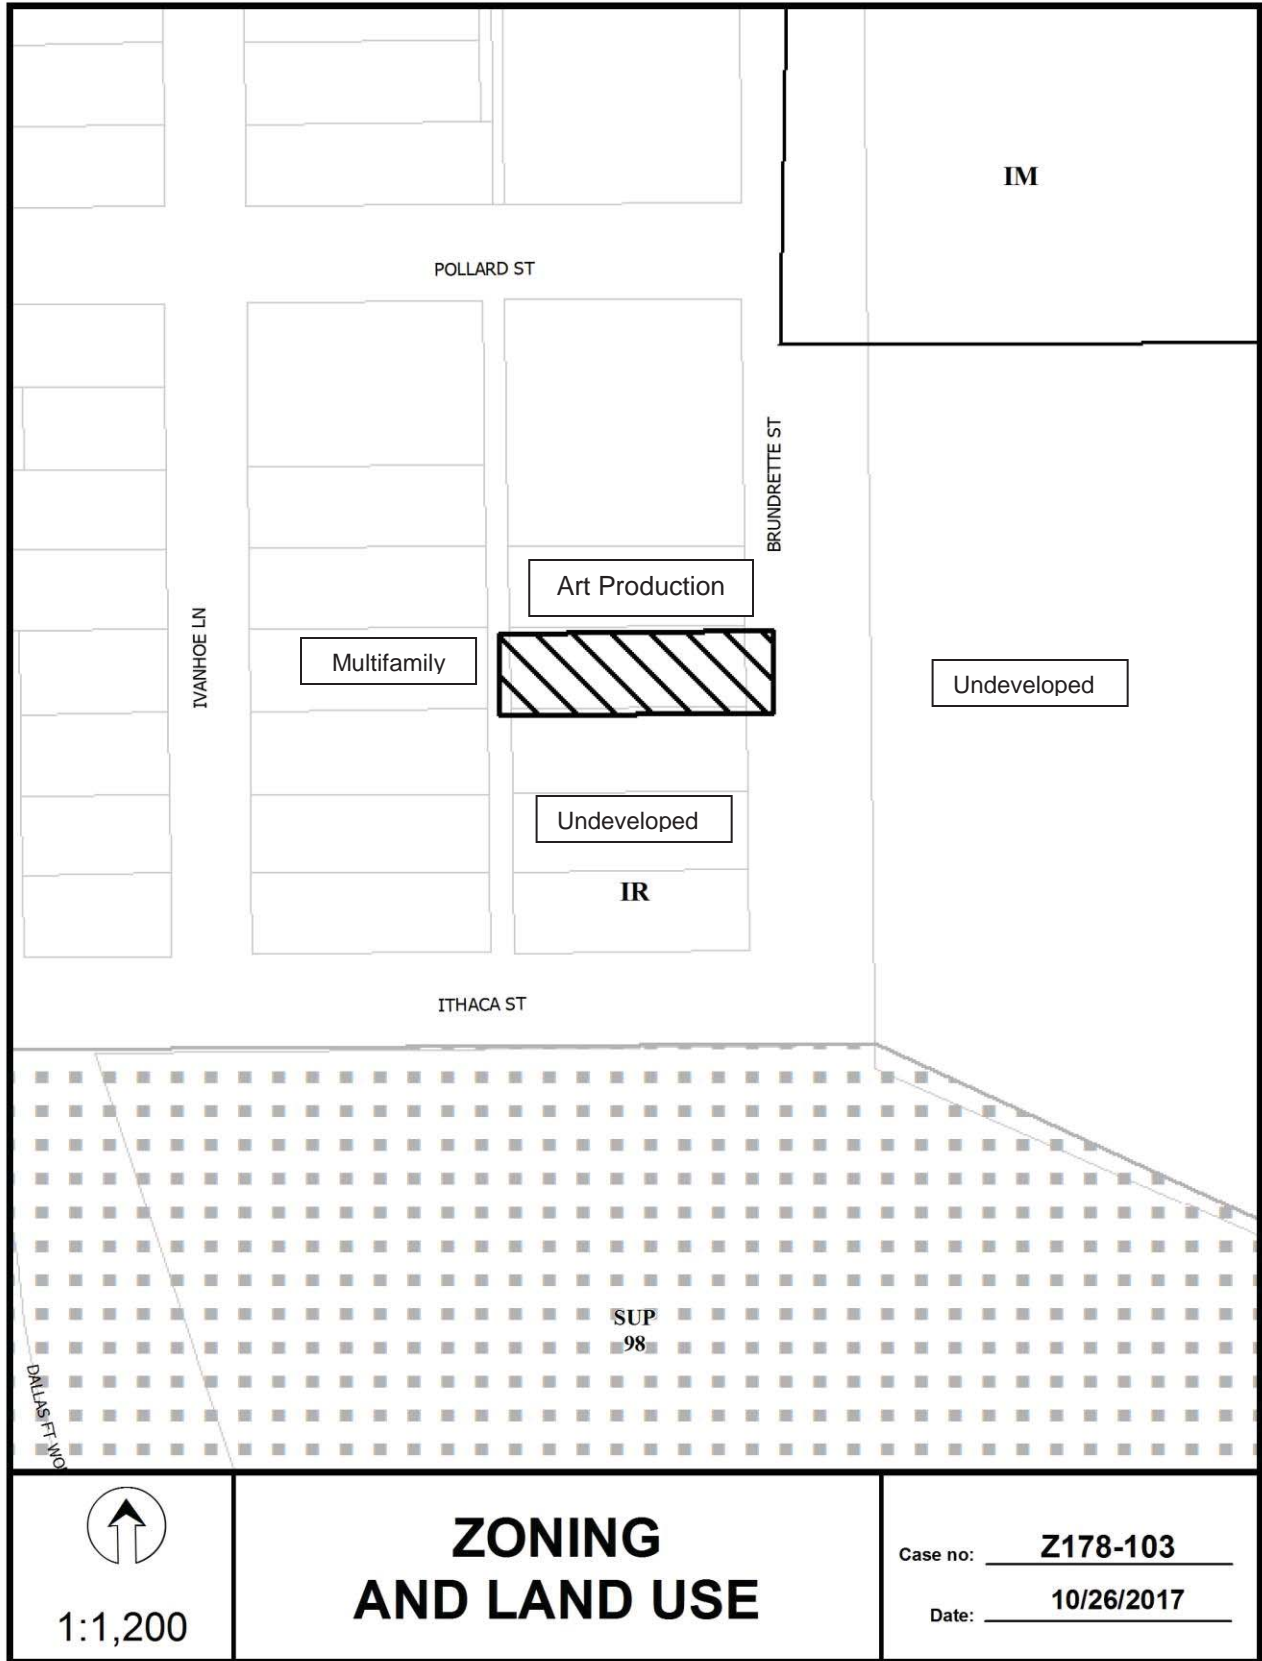 IM
POLLARD ST
BRUNDRETTE ST
Art Production
IVANHOE LN
Multifamily
Undeveloped
Undeveloped
IR
ITHACA ST
SUP
98
DALLAS FT WO
1:1,200
ZONING
AND LAND USE
Case no: Z178-103
Date: 10/26/2017